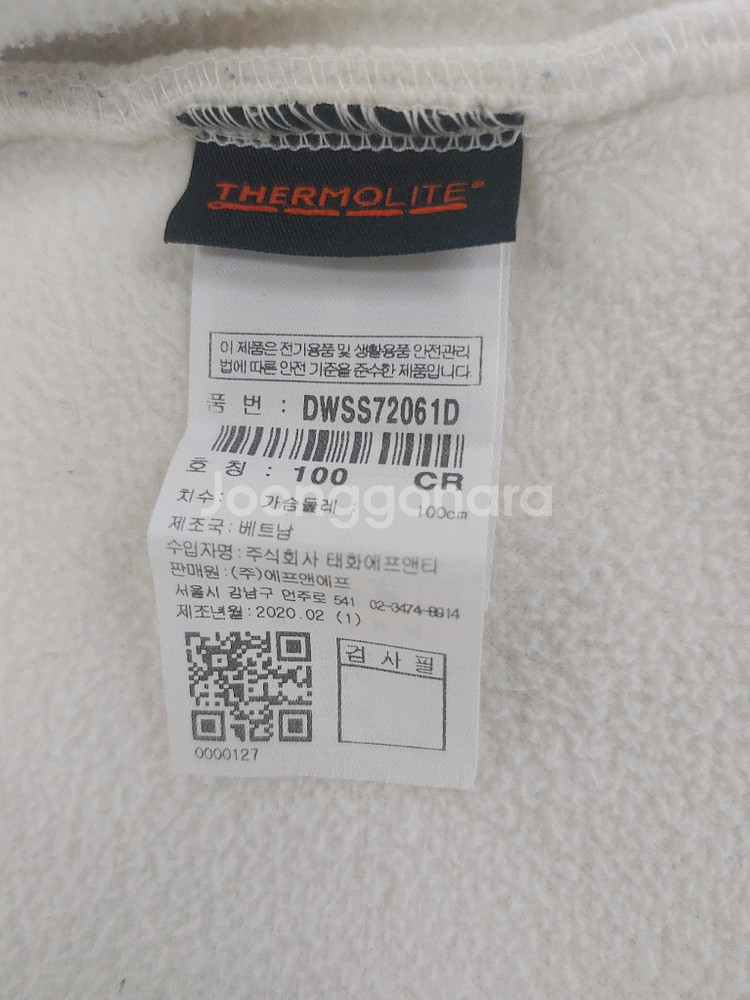 THERMOLITE®
이 제품은 전기용품 및 생활용품 안전관리
법에 따른 안전 기준을 준수한 제품입니다.
품 번 : DWSS72061D
호 칭 : 100 CR
Joonggonara
치수: 가슴둘레 : 100cm
제조국: 베트남
수입자명: 주식회사 태화에프앤티
판매원: (주)에프앤에프
서울시 강남구 언주로 541 02-3474-8914
제조년월: 2020.02 (1)
검 사 필
0000127